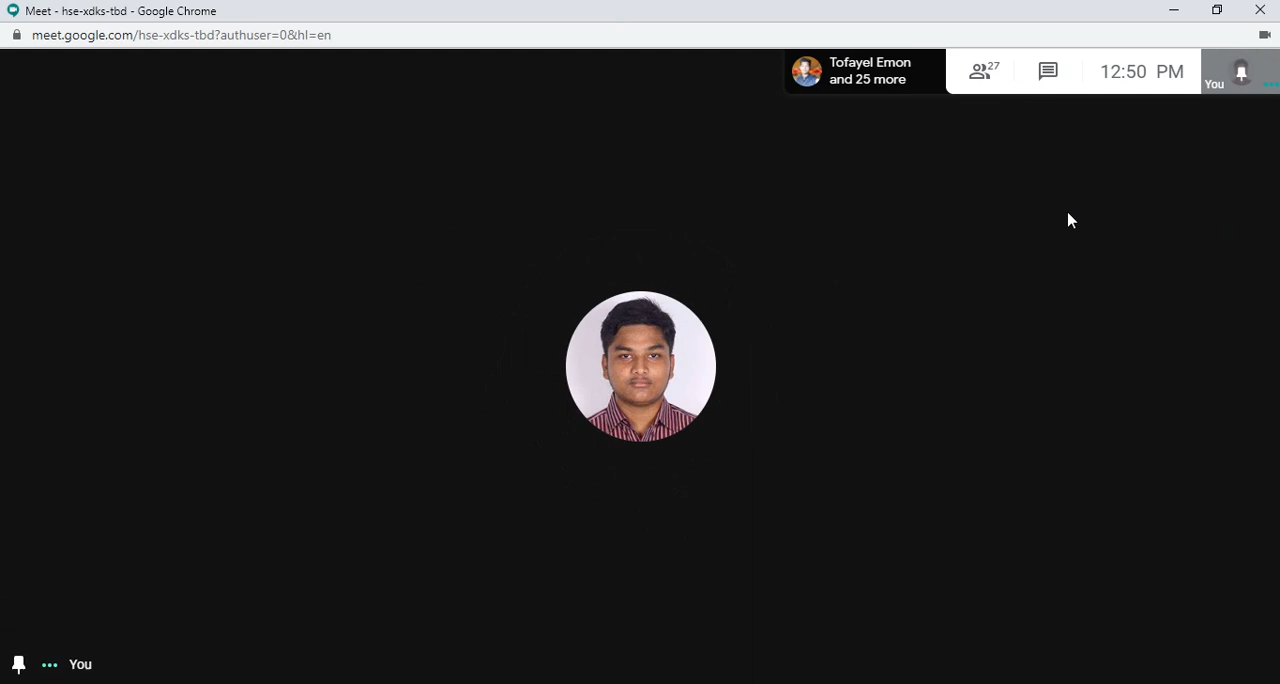 Meet - hse-xdks-tbd - Google Chrome
meet.google.com/hse-xdks-tbd?authuser=0&hl=en
Tofayel Emon
and 25 more
27
12:50 PM
You
You